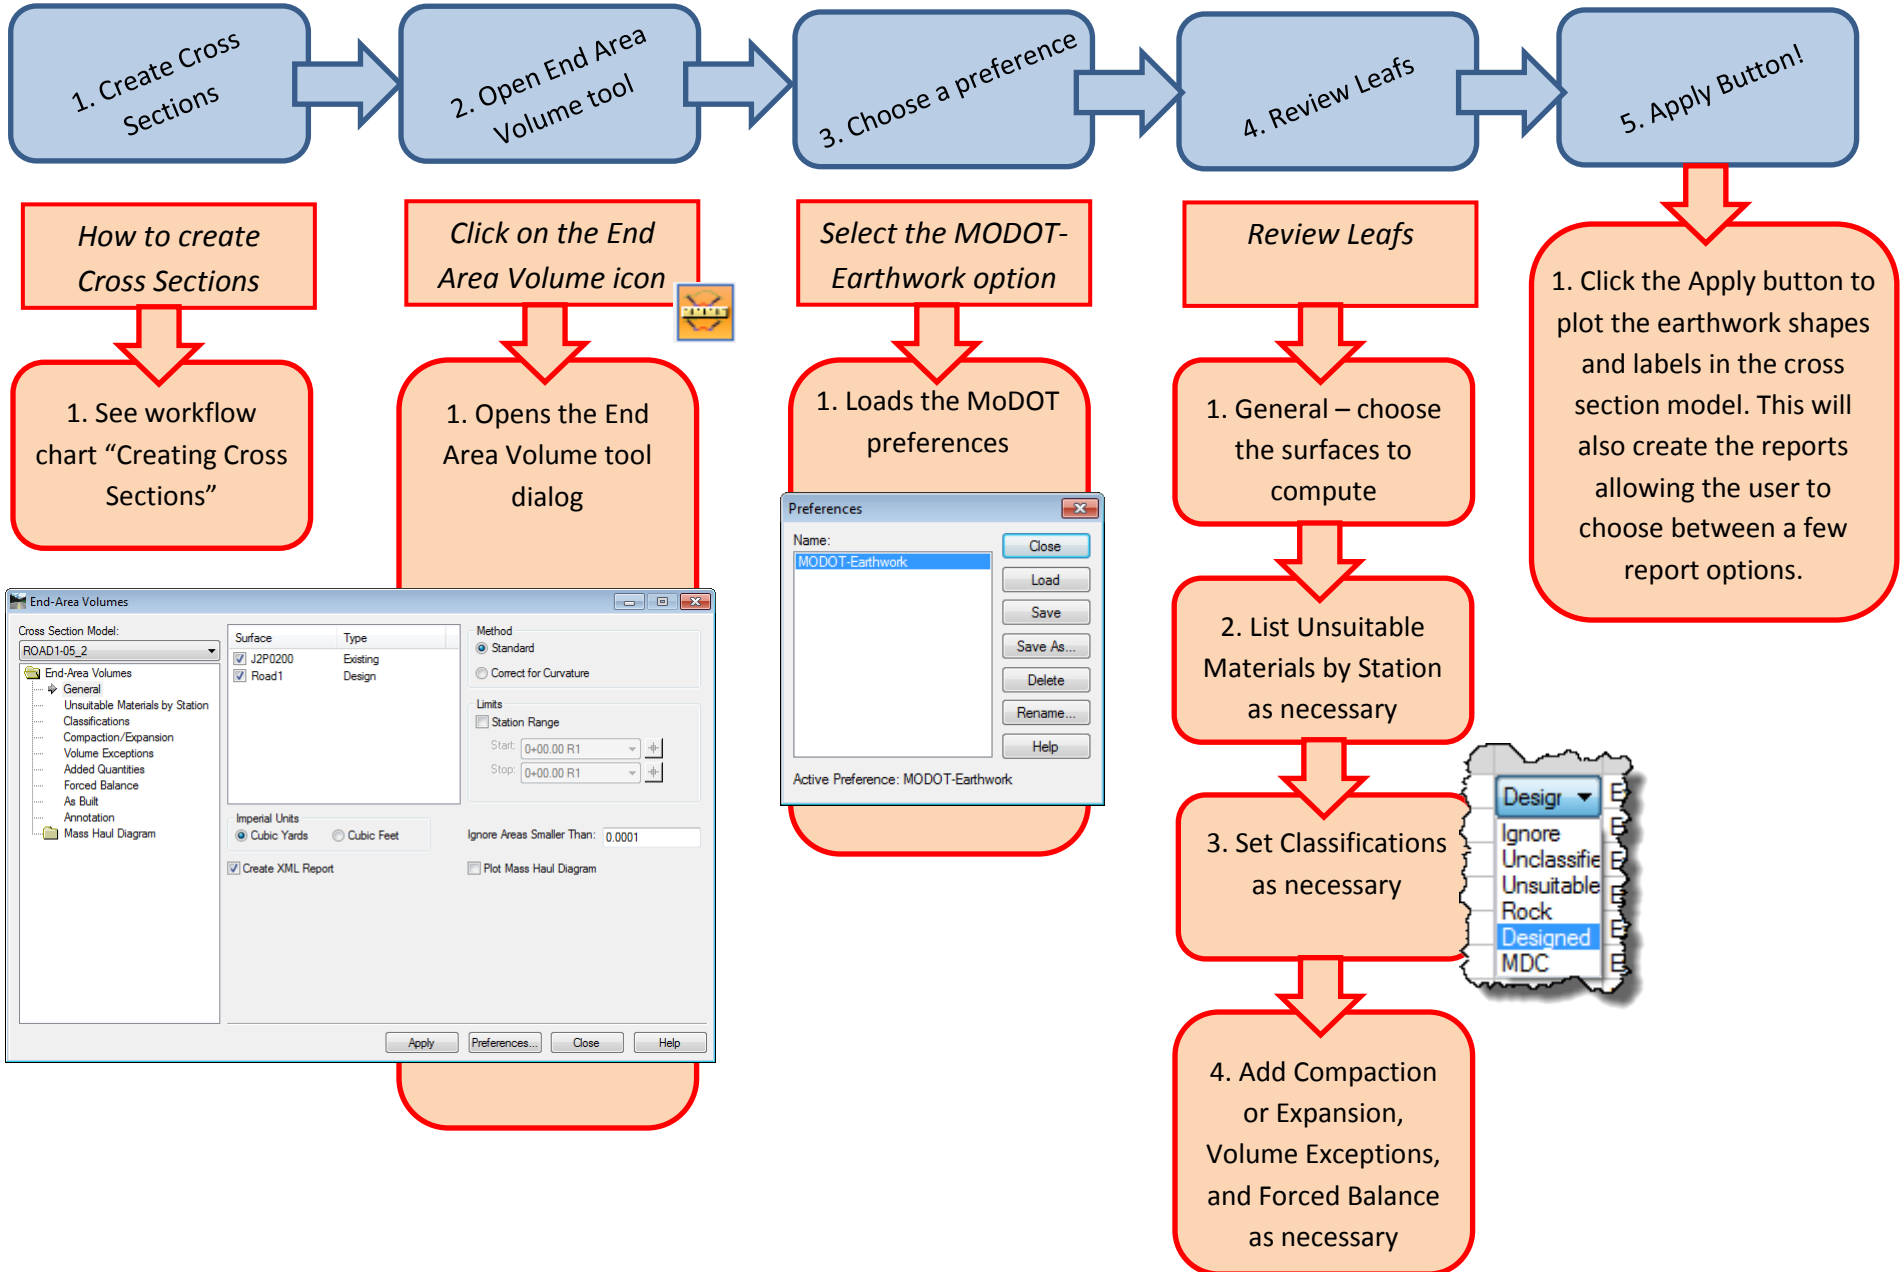 1. Create Cross
Sections
2. Open End Area
Volume tool
3. Choose a preference
4. Review Leafs
5. Apply Button!
How to create
Cross Sections
1. See workflow
chart “Creating Cross
Sections”
Click on the End
Area Volume icon
1. Opens the End
Area Volume tool
dialog
End-Area Volumes
Cross Section Model:
ROAD1-05_2
End-Area Volumes
General
Unsuitable Materials by Station
Classifications
Compaction/Expansion
Volume Exceptions
Added Quantities
Forced Balance
As Built
Annotation
Mass Haul Diagram
Surface Type
J2P0200 Existing
Road1 Design
Method
Standard
Correct for Curvature
Limits
Station Range
Start: 0+00.00 R1
Stop: 0+00.00 R1
Imperial Units
Cubic Yards Cubic Feet
Ignore Areas Smaller Than: 0.0001
Create XML Report
Plot Mass Haul Diagram
Apply Preferences... Close Help
Select the MODOT-
Earthwork option
1. Loads the MoDOT
preferences
Preferences
Name:
MODOT-Earthwork
Close
Load
Save
Save As...
Delete
Rename...
Help
Active Preference: MODOT-Earthwork
Review Leafs
1. General – choose
the surfaces to
compute
2. List Unsuitable
Materials by Station
as necessary
3. Set Classifications
as necessary
Desigr
Ignore
Unclassifie
Unsuitable
Rock
Designed
MDC
4. Add Compaction
or Expansion,
Volume Exceptions,
and Forced Balance
as necessary
1. Click the Apply button to
plot the earthwork shapes
and labels in the cross
section model. This will
also create the reports
allowing the user to
choose between a few
report options.